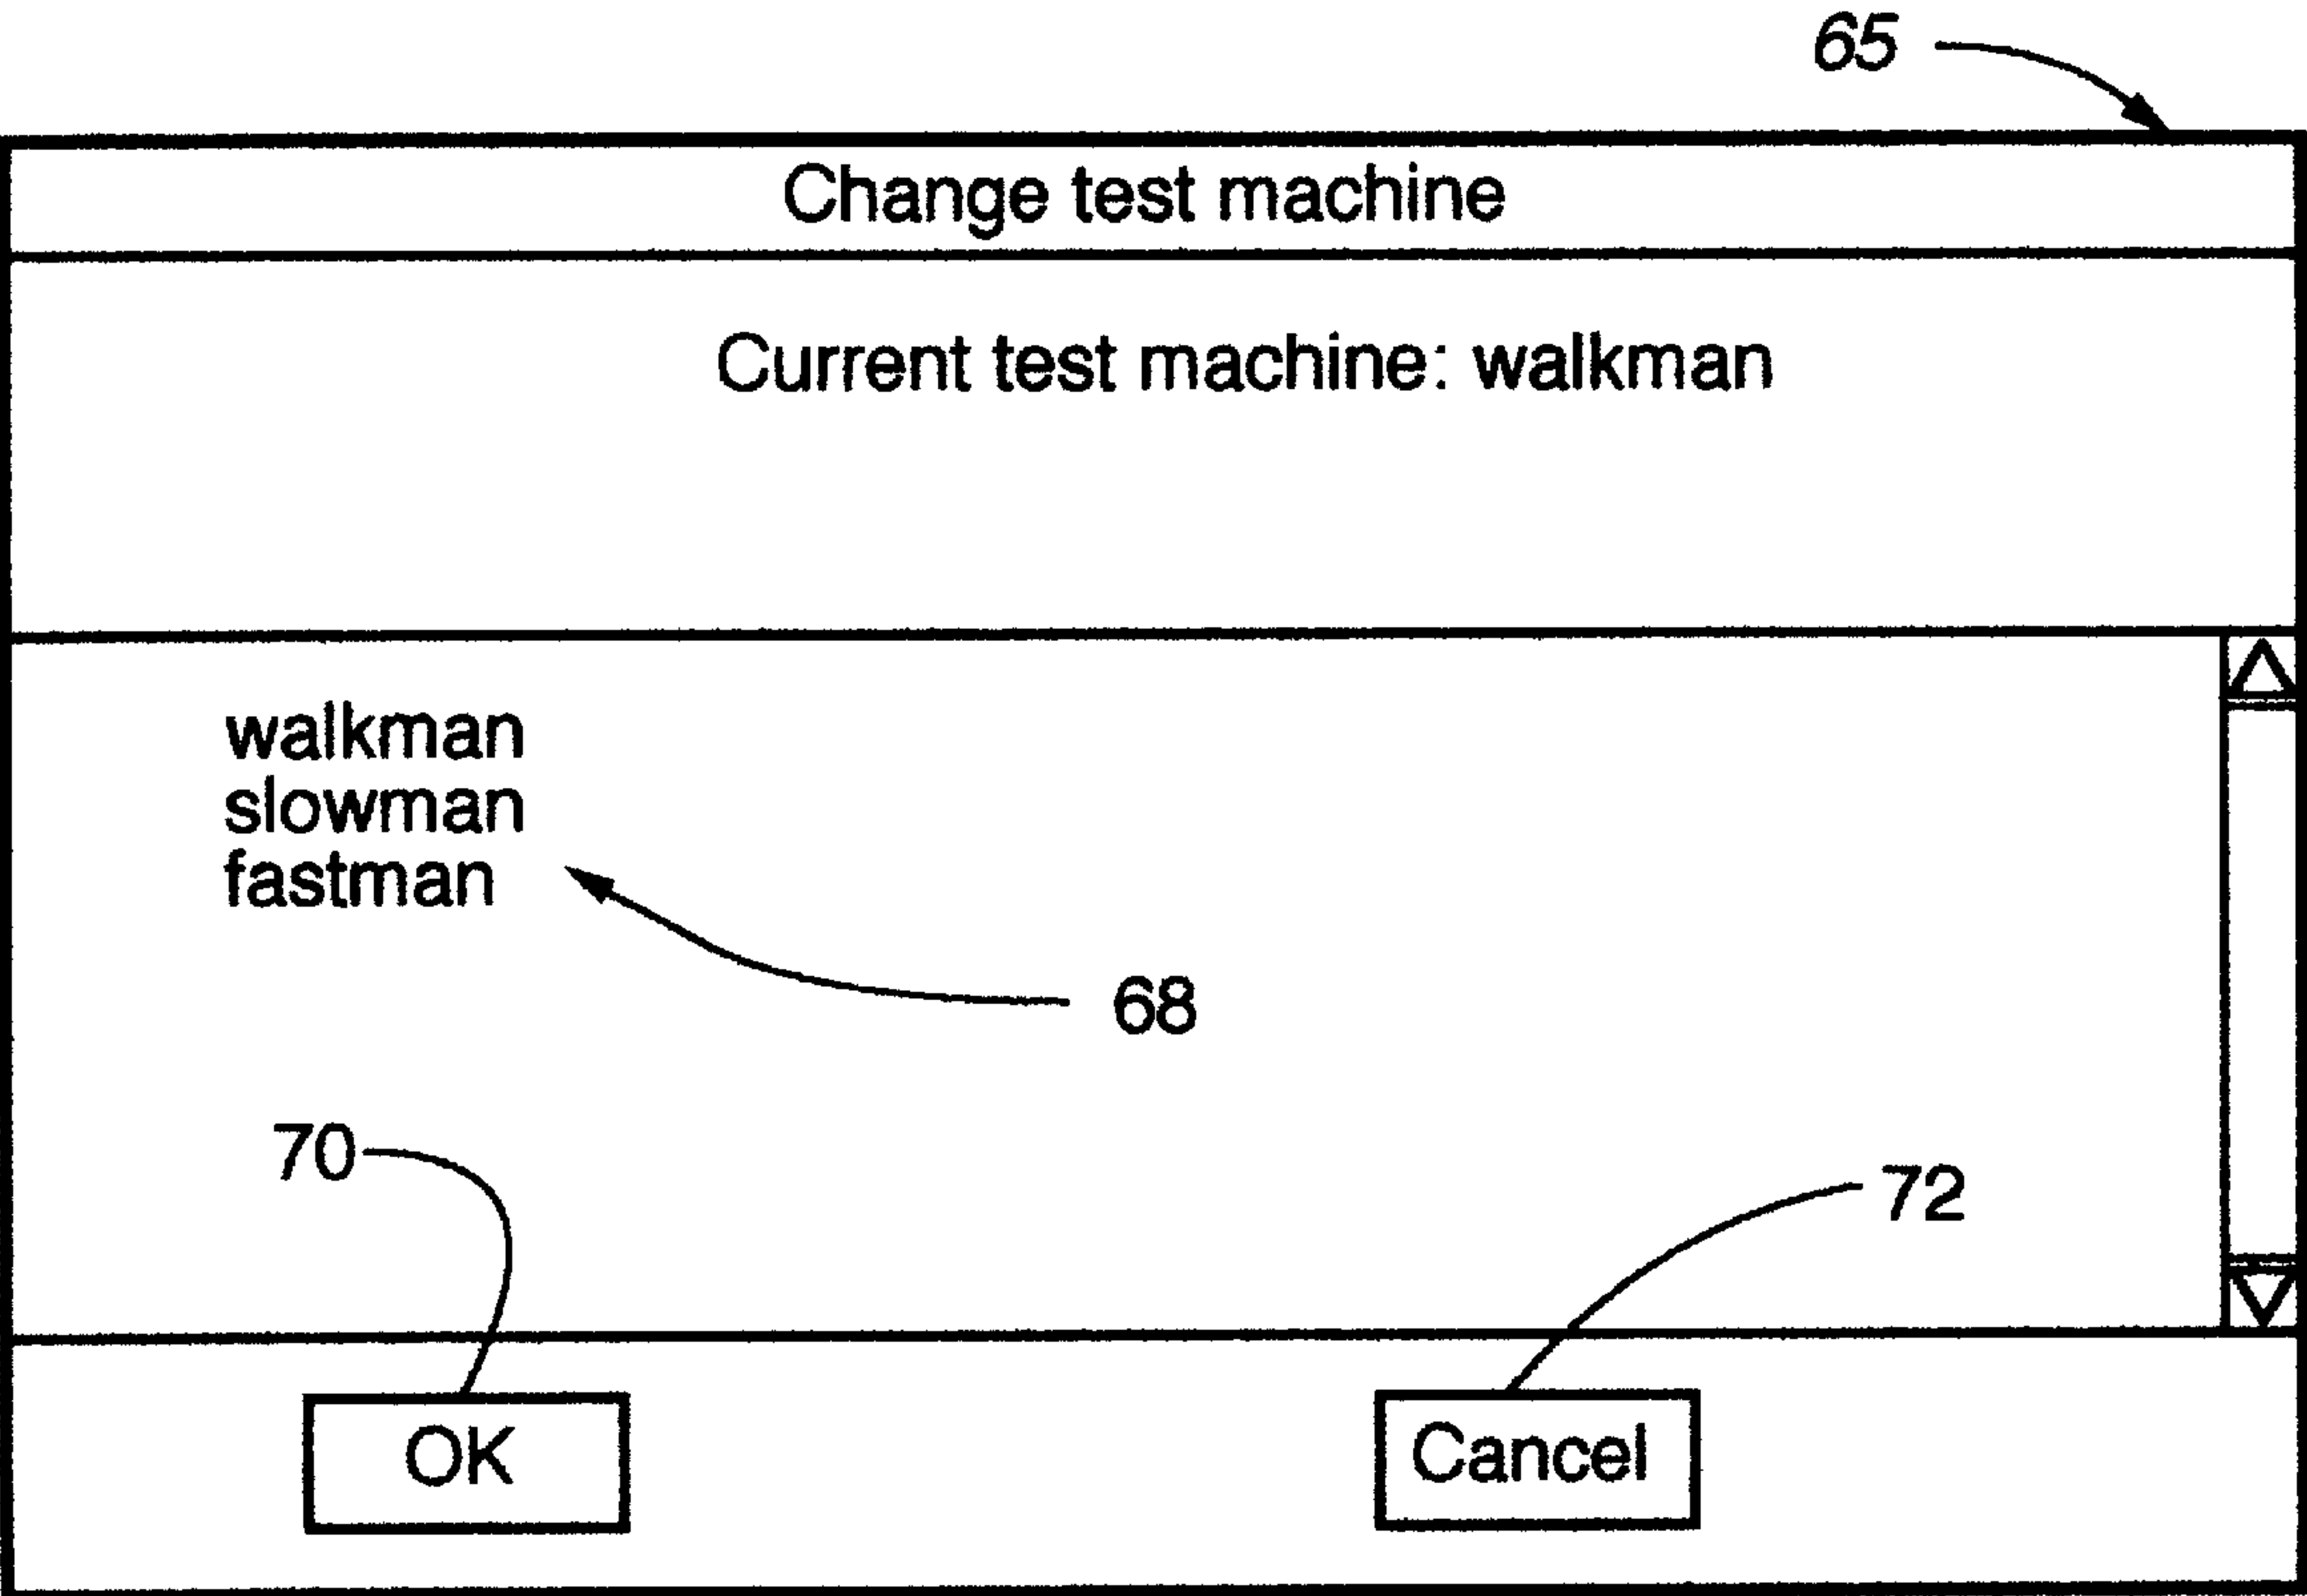 65
Change test machine
Current test machine: walkman
walkman
slowman
fastman
68
70
72
OK
Cancel